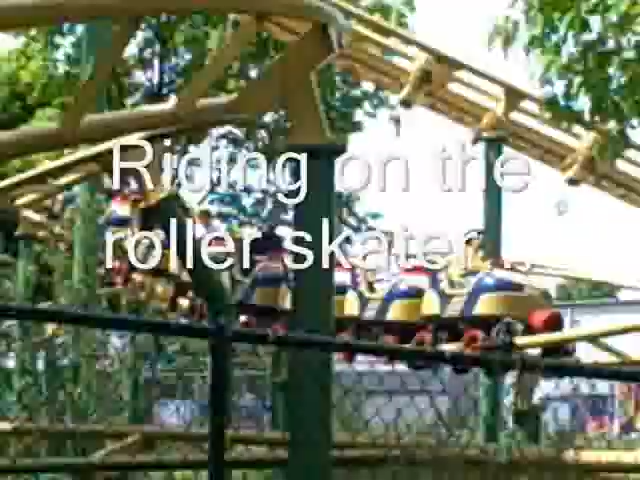 Riding on the
roller skater ...